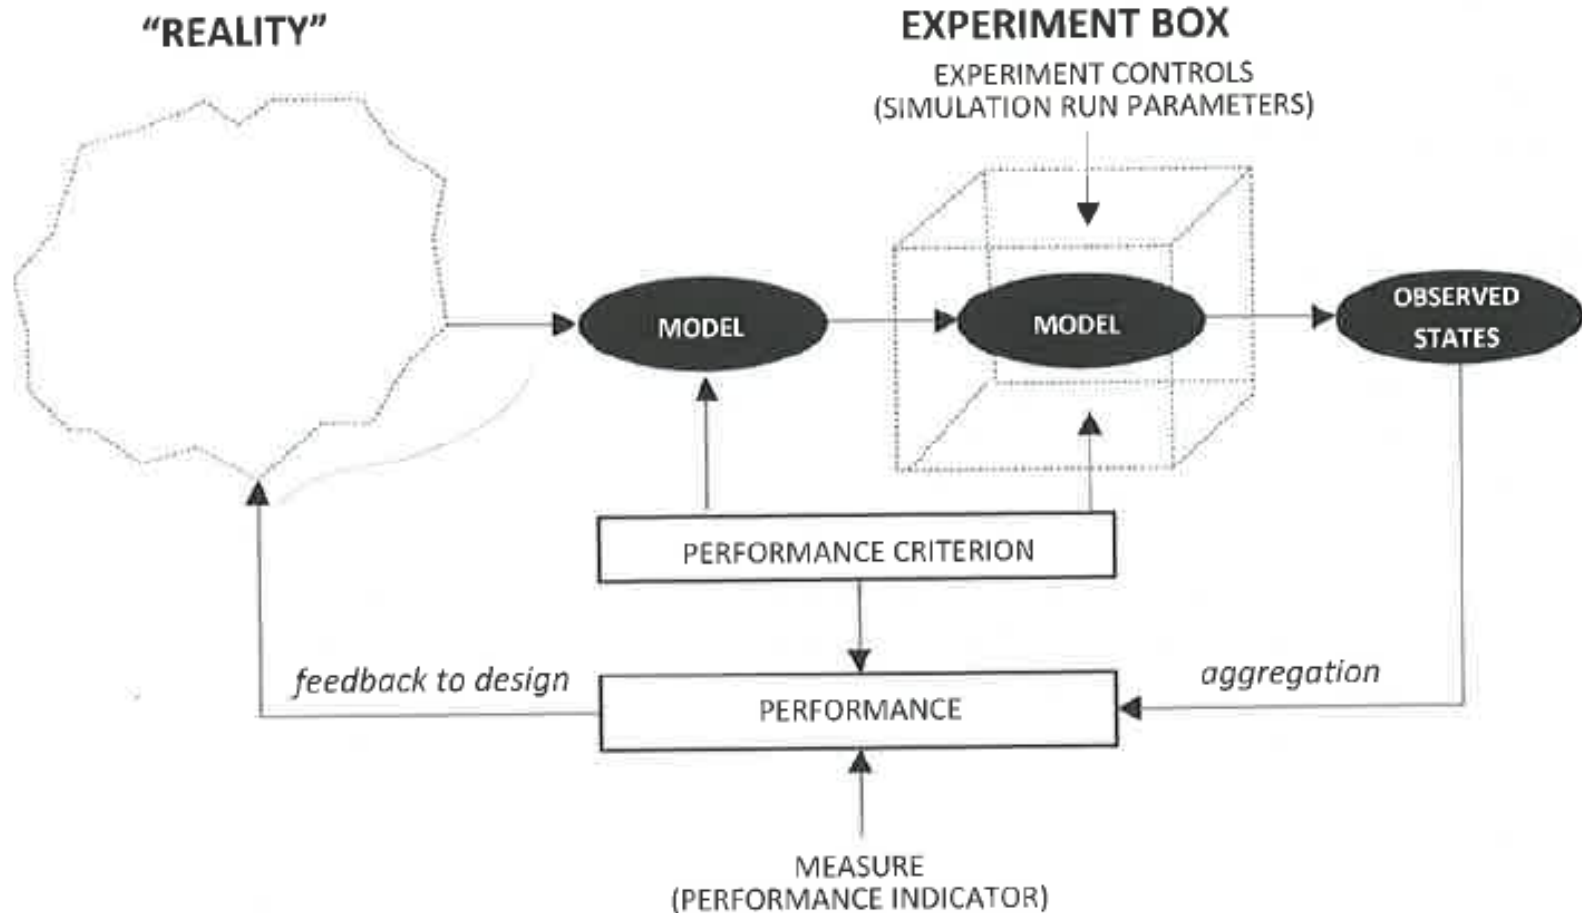 “REALITY”
EXPERIMENT BOX
EXPERIMENT CONTROLS
(SIMULATION RUN PARAMETERS)
MODEL
MODEL
OBSERVED
STATES
PERFORMANCE CRITERION
feedback to design
aggregation
PERFORMANCE
MEASURE
(PERFORMANCE INDICATOR)